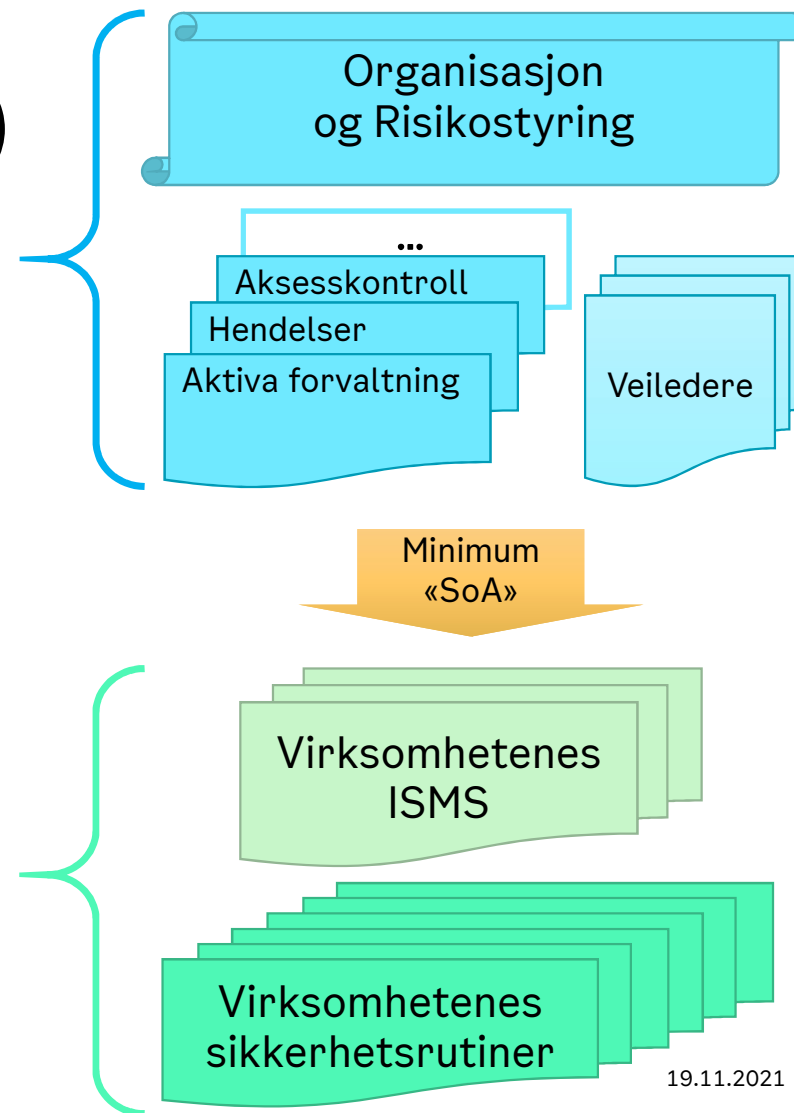 Organisasjon
og Risikostyring
...
Aksesskontroll
Hendelser
Aktiva forvaltning
Veiledere
Minimum
«SoA»
Virksomhetenes
ISMS
Virksomhetenes
sikkerhetsrutiner
19.11.2021